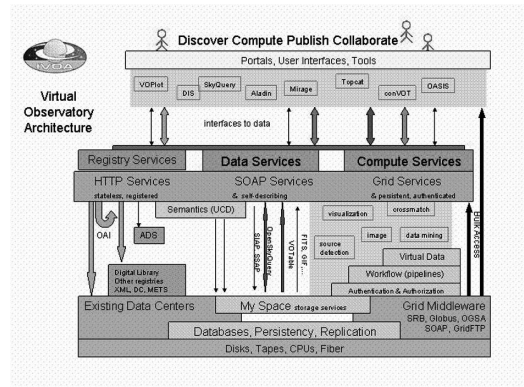 IVOA
Discover Compute Publish Collaborate
Portals, User Interfaces, Tools
Virtual
Observatory
Architecture
VOPlot
DIS
SkyQuery
Aladin
Mirage
Topcat
conVOT
OASIS
interfaces to data
Registry Services
Data Services
Compute Services
HTTP Services
stateless, registered
SOAP Services
& self-describing
Grid Services
& persistent, authenticated
Semantics (UCD)
OAI
ADS
SIAP, SSAP
OpenSkyQuery
VOTable
FITS, GIF,...
visualization
crossmatch
image
data mining
source
detection
Bulk Access
Digital Library
Other registries
XML, DC, METS
Virtual Data
Workflow (pipelines)
Authentication & Authorization
Existing Data Centers
My Space storage services
Grid Middleware
SRB, Globus, OGSA
SOAP, GridFTP
Databases, Persistency, Replication
Disks, Tapes, CPUs, Fiber